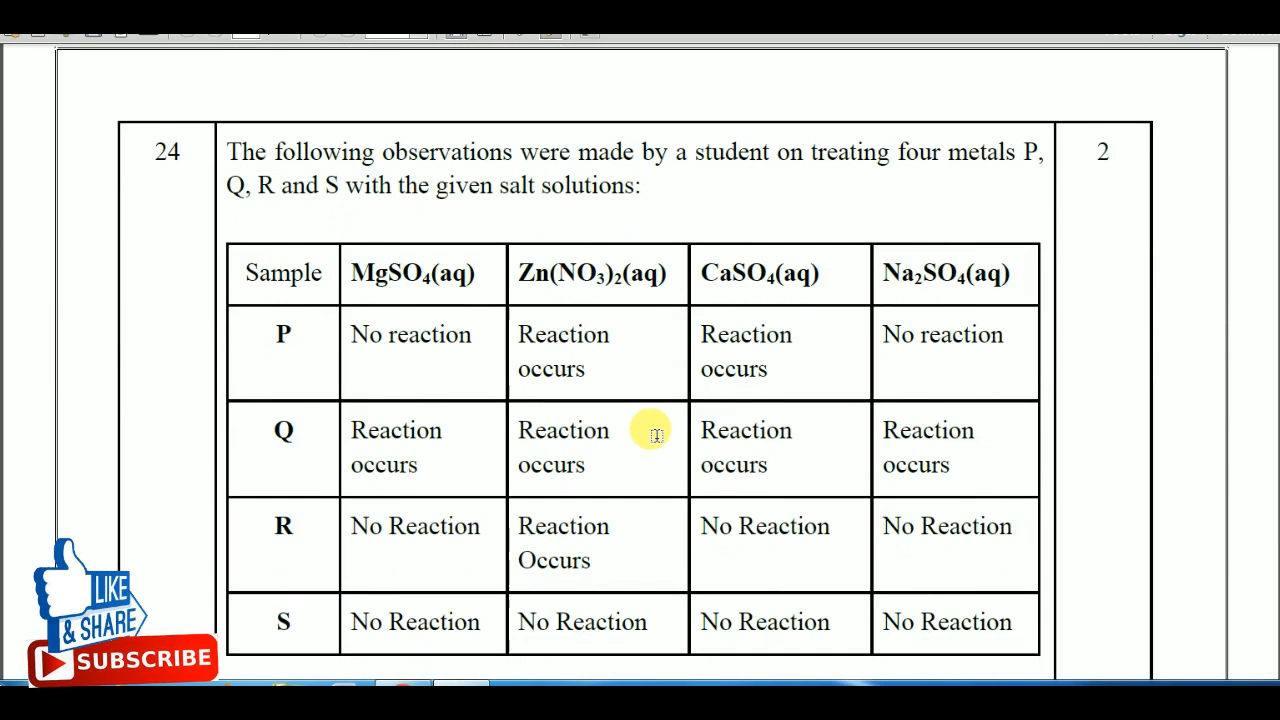 24 The following observations were made by a student on treating four metals P, 2
Q, R and S with the given salt solutions:
Sample MgSO₄(aq) Zn(NO₃)₂(aq) CaSO₄(aq) Na₂SO₄(aq)
P No reaction Reaction Reaction No reaction
occurs occurs
Q Reaction Reaction Reaction Reaction
occurs occurs occurs occurs
R No Reaction Reaction No Reaction No Reaction
Occurs
S No Reaction No Reaction No Reaction No Reaction
LIKE
& SHARE
SUBSCRIBE